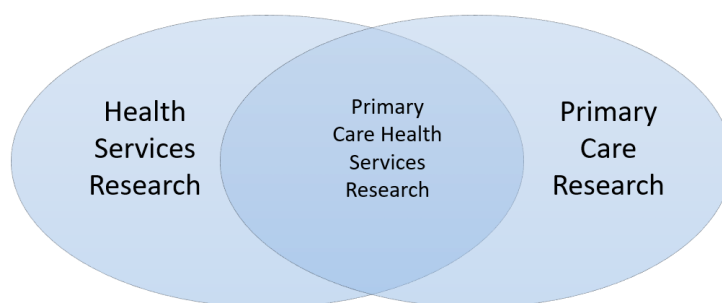 Health
Services
Research
Primary
Care Health
Services
Research
Primary
Care
Research